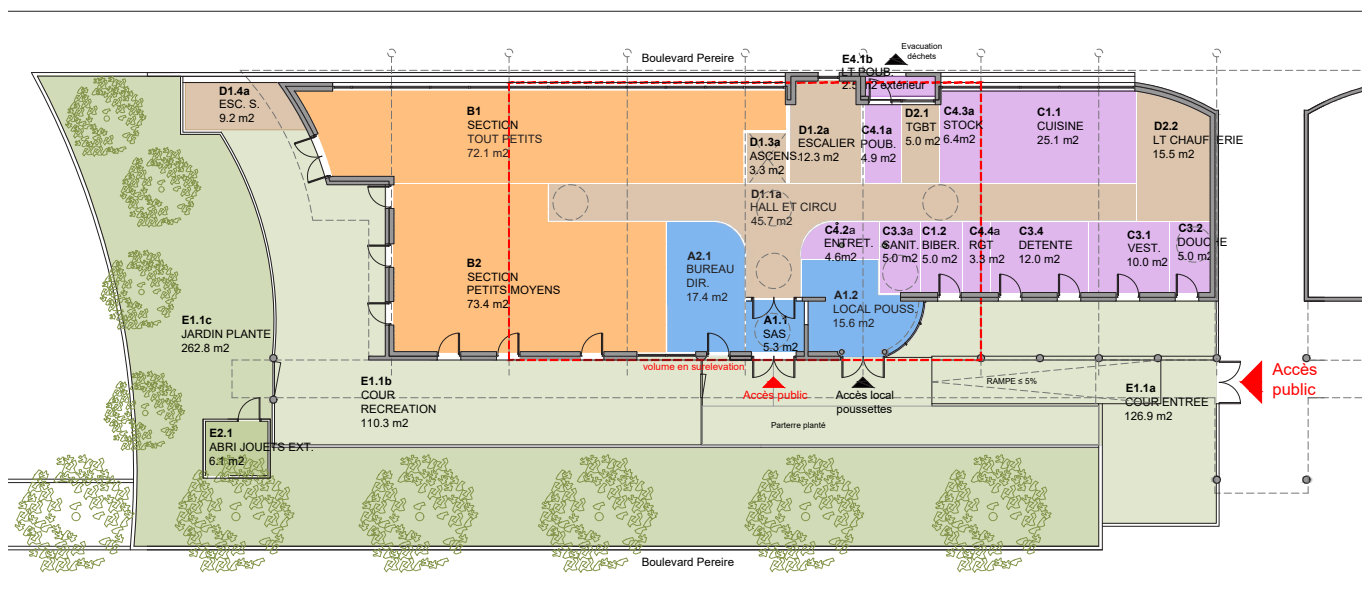 Boulevard Pereire
Evacuation
déchets
E4.1b
LT POUB.
2.5m2 extérieur
D1.4a
ESC. S.
9.2 m2
B1
SECTION
TOUT PETITS
72.1 m2
D1.3a
ASCENS.
3.3 m2
D1.2a
ESCALIER
12.3 m2
C4.1a
POUB.
4.9 m2
D2.1
TGBT
5.0 m2
C4.3a
STOCK
6.4m2
C1.1
CUISINE
25.1 m2
D2.2
LT CHAUFFERIE
15.5 m2
D1.1a
HALL ET CIRCU
45.7 m2
B2
SECTION
PETITS MOYENS
73.4 m2
A2.1
BUREAU
DIR.
17.4 m2
C4.2a
ENTRET.
4.6m2
C3.3a
SANIT.
5.0 m2
C1.2
BIBER.
5.0 m2
C4.4a
RGT
3.3 m2
C3.4
DETENTE
12.0 m2
C3.1
VEST.
10.0 m2
C3.2
DOUCHE
5.0 m2
A1.1
SAS
5.3 m2
A1.2
LOCAL POUSS.
15.6 m2
E1.1c
JARDIN PLANTE
262.8 m2
volume en surelevation
E1.1b
COUR
RECREATION
110.3 m2
Accès public
Accès local
poussettes
RAMPE ≤ 5%
E1.1a
COUR ENTREE
126.9 m2
Accès
public
Parterre planté
E2.1
ABRI JOUETS EXT.
6.1 m2
Boulevard Pereire